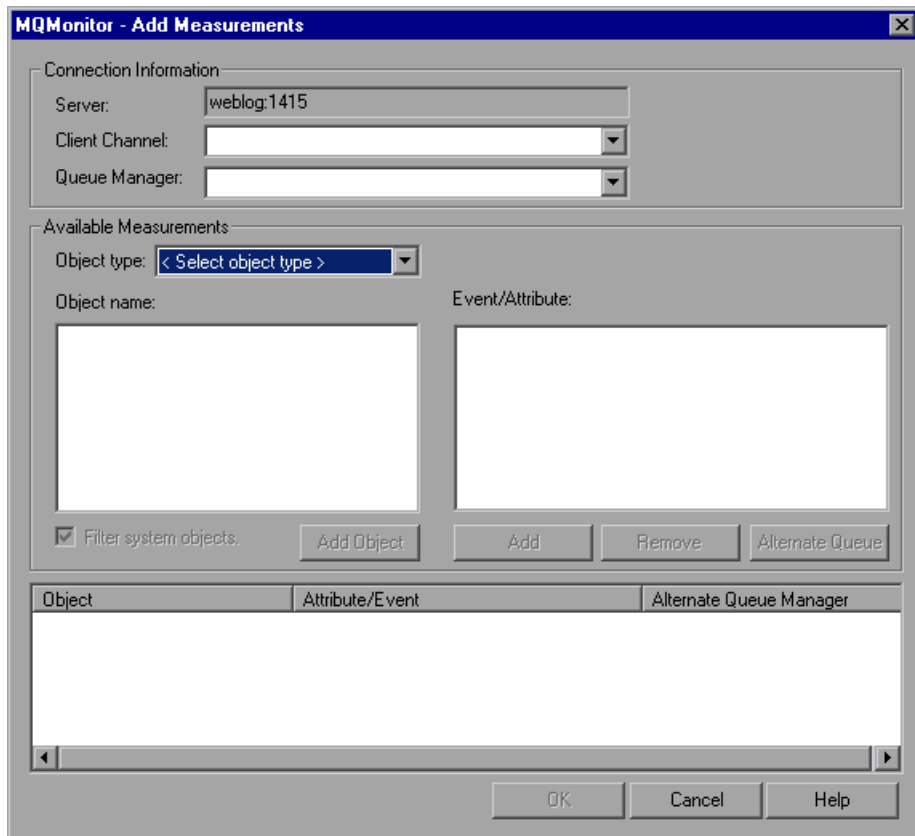 MQMonitor - Add Measurements
Connection Information
Server: weblog:1415
Client Channel:
Queue Manager:
Available Measurements
Object type: < Select object type >
Object name: Event/Attribute:
Filter system objects. Add Object Add Remove Alternate Queue
Object Attribute/Event Alternate Queue Manager
OK Cancel Help